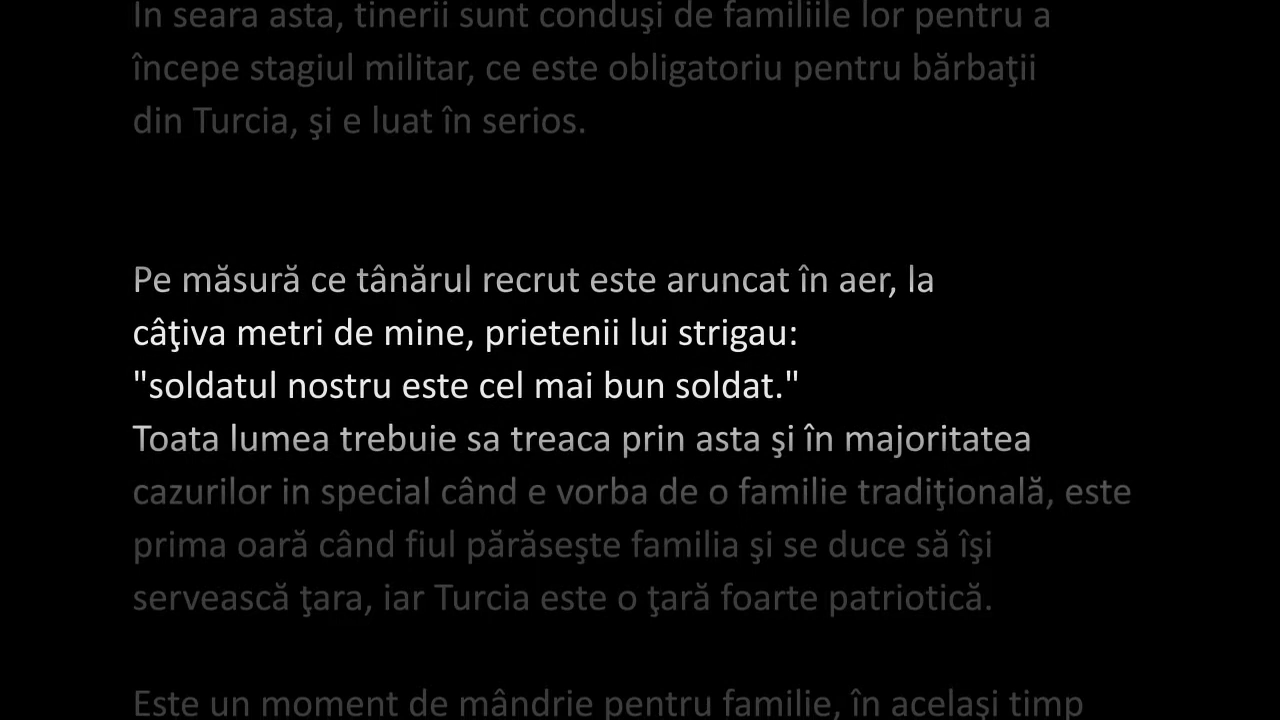 În seara asta, tinerii sunt conduşi de familiile lor pentru a
începe stagiul militar, ce este obligatoriu pentru bărbaţii
din Turcia, şi e luat în serios.
Pe măsură ce tânărul recrut este aruncat în aer, la
câţiva metri de mine, prietenii lui strigau:
"soldatul nostru este cel mai bun soldat."
Toata lumea trebuie sa treaca prin asta şi în majoritatea
cazurilor in special când e vorba de o familie tradiţională, este
prima oară când fiul părăseşte familia şi se duce să îşi
servească ţara, iar Turcia este o ţară foarte patriotică.
Este un moment de mândrie pentru familie, în acelaşi timp